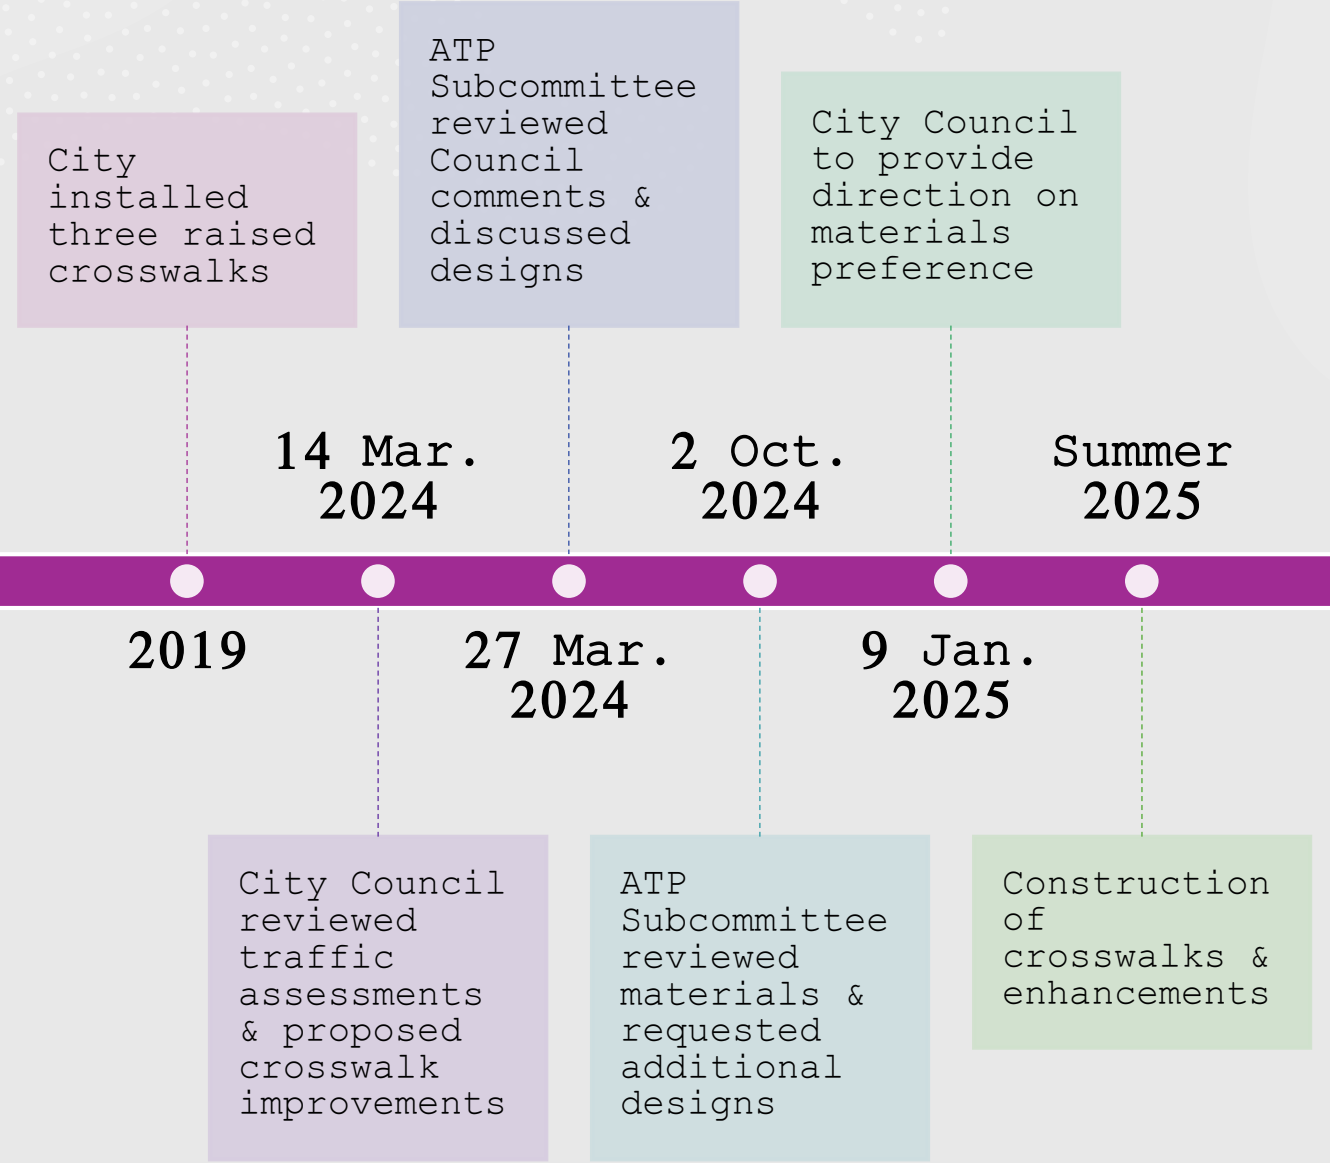 City
installed
three raised
crosswalks
ATP
Subcommittee
reviewed
Council
comments &
discussed
designs
City Council
to provide
direction on
materials
preference
14 Mar.
2024
2 Oct.
2024
Summer
2025
2019
27 Mar.
2024
9 Jan.
2025
City Council
reviewed
traffic
assessments
& proposed
crosswalk
improvements
ATP
Subcommittee
reviewed
materials &
requested
additional
designs
Construction
of
crosswalks &
enhancements